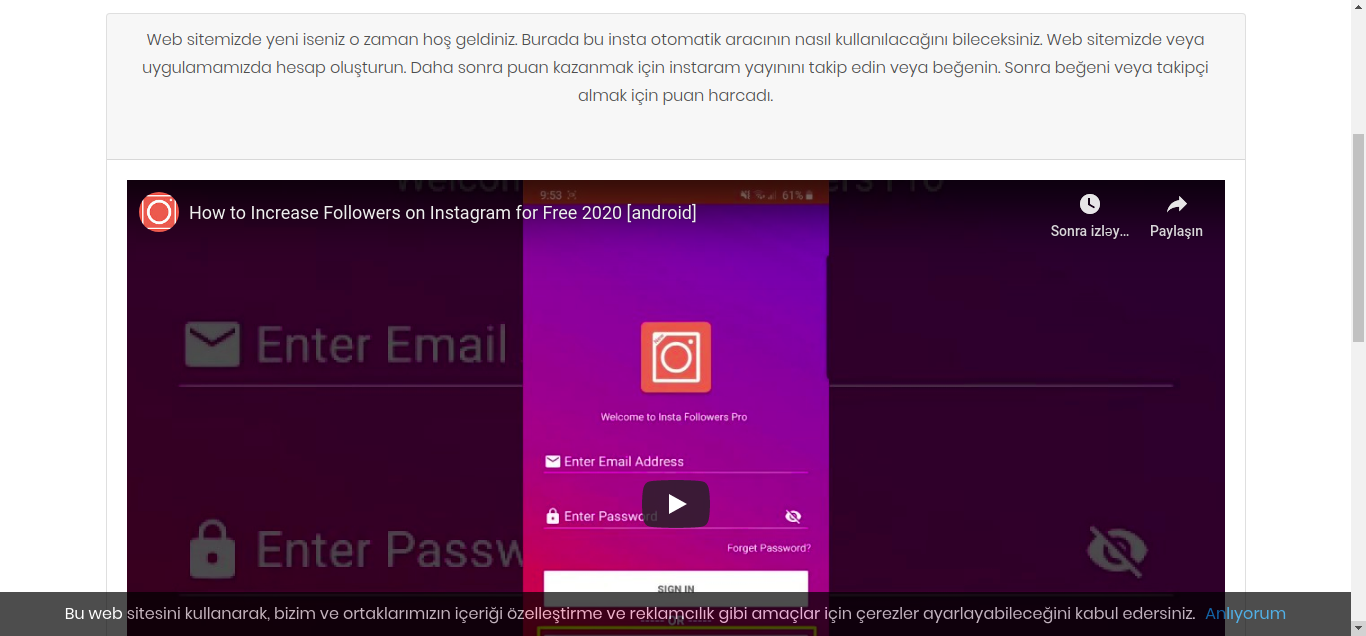 Web sitemizde yeni iseniz o zaman hoş geldiniz. Burada bu insta otomatik aracının nasıl kullanılacağını bileceksiniz. Web sitemizde veya
uygulamamızda hesap oluşturun. Daha sonra puan kazanmak için instaram yayınını takip edin veya beğenin. Sonra beğeni veya takipçi
almak için puan harcadı.
9:53 61%
How to Increase Followers on Instagram for Free 2020 [android]
Sonra izləy...
Paylaşın
Enter Email
Welcome to Insta Followers Pro
Enter Email Address
Enter Password
Enter Passw
Forget Password?
SIGN IN
OR
Bu web sitesini kullanarak, bizim ve ortaklarımızın içeriği özelleştirme ve reklamcılık gibi amaçlar için çerezler ayarlayabileceğini kabul edersiniz. Anlıyorum